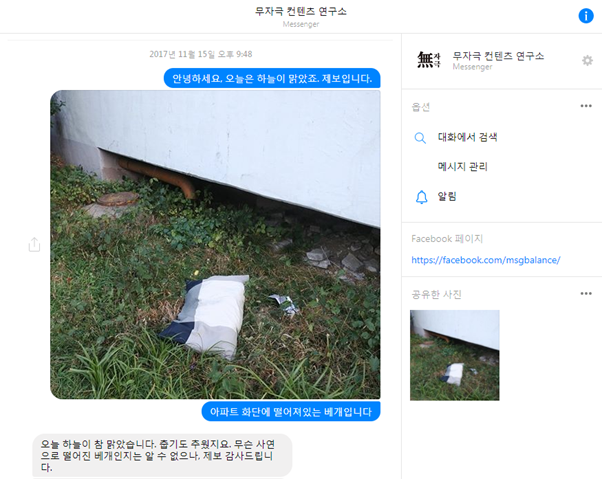 무자극 컨텐츠 연구소
Messenger
2017년 11월 15일 오후 9:48
안녕하세요, 오늘은 하늘이 맑았죠. 제보입니다.
아파트 화단에 떨어져있는 베개입니다
오늘 하늘이 참 맑았습니다. 춥기도 추웠지요. 무슨 사연
으로 떨어진 베개인지는 알 수 없으나, 제보 감사드립니
다.
無자극
무자극 컨텐츠 연구소
Messenger
옵션
대화에서 검색
메시지 관리
알림
Facebook 페이지
https://facebook.com/msgbalance/
공유한 사진